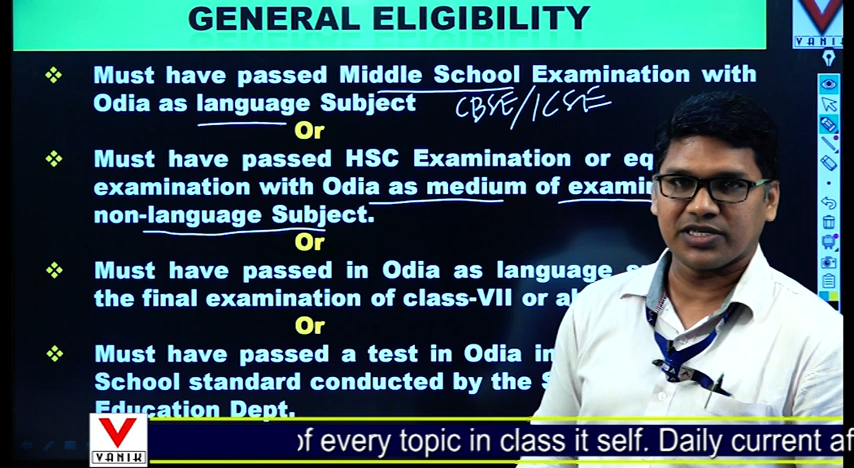 GENERAL ELIGIBILITY
VANIK
Must have passed Middle School Examination with
Odia as language Subject CBSE/ICSE
Or
Must have passed HSC Examination or
examination with Odia as medium of
non-language Subject.
Or
Must have passed in Odia as language
the final examination of class-VII or
Or
Must have passed a test in Odia in
School standard conducted by the
Education Dept.
VANIK
of every topic in class it self. Daily current